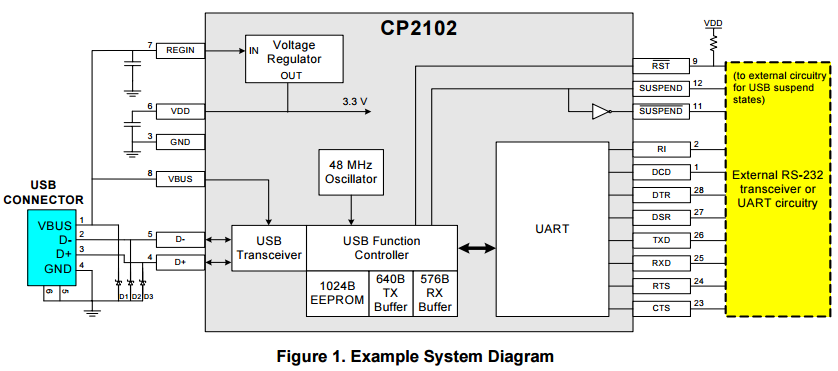 CP2102
7
REGIN
IN
Voltage
Regulator
OUT
6
VDD
3.3 V
3
GND
8
VBUS
48 MHz
Oscillator
USB
CONNECTOR
VBUS
1
D-
2
D+
3
GND
4
6
5
D1
D2
D3
5
D-
4
D+
USB
Transceiver
USB Function
Controller
1024B
EEPROM
640B
TX
Buffer
576B
RX
Buffer
UART
VDD
RST
9
SUSPEND
12
SUSPEND
11
RI
2
DCD
1
DTR
28
DSR
27
TXD
26
RXD
25
RTS
24
CTS
23
(to external circuitry
for USB suspend
states)
External RS-232
transceiver or
UART circuitry
Figure 1. Example System Diagram